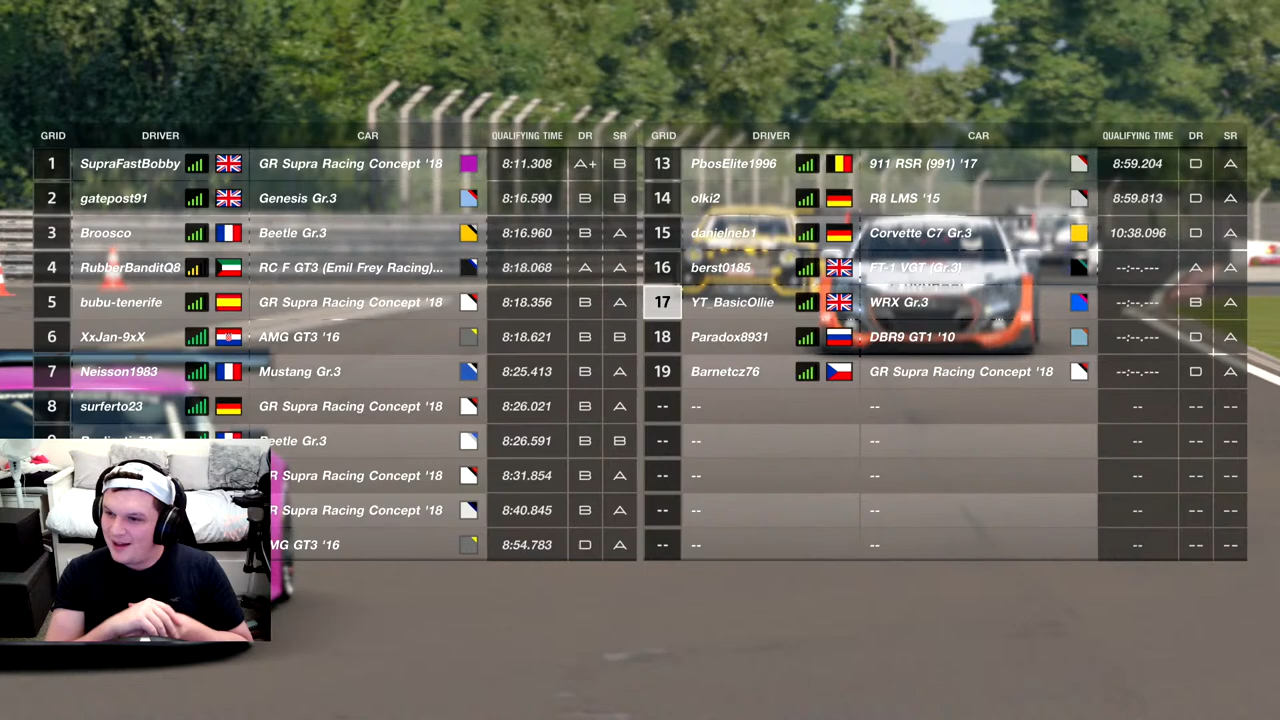 GRID DRIVER CAR QUALIFYING TIME DR SR
1 SupraFastBobby GR Supra Racing Concept '18 8:11.308 A+ B
2 gatepost91 Genesis Gr.3 8:16.590 B B
3 Broosco Beetle Gr.3 8:16.960 B A
4 RubberBanditQ8 RC F GT3 (Emil Frey Racing)... 8:18.068 A A
5 bubu-tenerife GR Supra Racing Concept '18 8:18.356 B A
6 XxJan-9xX AMG GT3 '16 8:18.621 B B
7 Neisson1983 Mustang Gr.3 8:25.413 B A
8 surferto23 GR Supra Racing Concept '18 8:26.021 B A
Beetle Gr.3 8:26.591 B B
R Supra Racing Concept '18 8:31.854 B A
R Supra Racing Concept '18 8:40.845 B A
MG GT3 '16 8:54.783 D A
GRID DRIVER CAR QUALIFYING TIME DR SR
13 PbosElite1996 911 RSR (991) '17 8:59.204 D A
14 olki2 R8 LMS '15 8:59.813 D A
15 danielneb1 Corvette C7 Gr.3 10:38.096 D A
16 berst0185 FT-1 VGT (Gr.3) --:--.--- A A
17 YT_BasicOllie WRX Gr.3 --:--.--- B A
18 Paradox8931 DBR9 GT1 '10 --:--.--- D A
19 Barnetcz76 GR Supra Racing Concept '18 --:--.--- D A
-- -- -- -- -- --
-- -- -- -- -- --
-- -- -- -- -- --
-- -- -- -- -- --
-- -- -- -- -- --